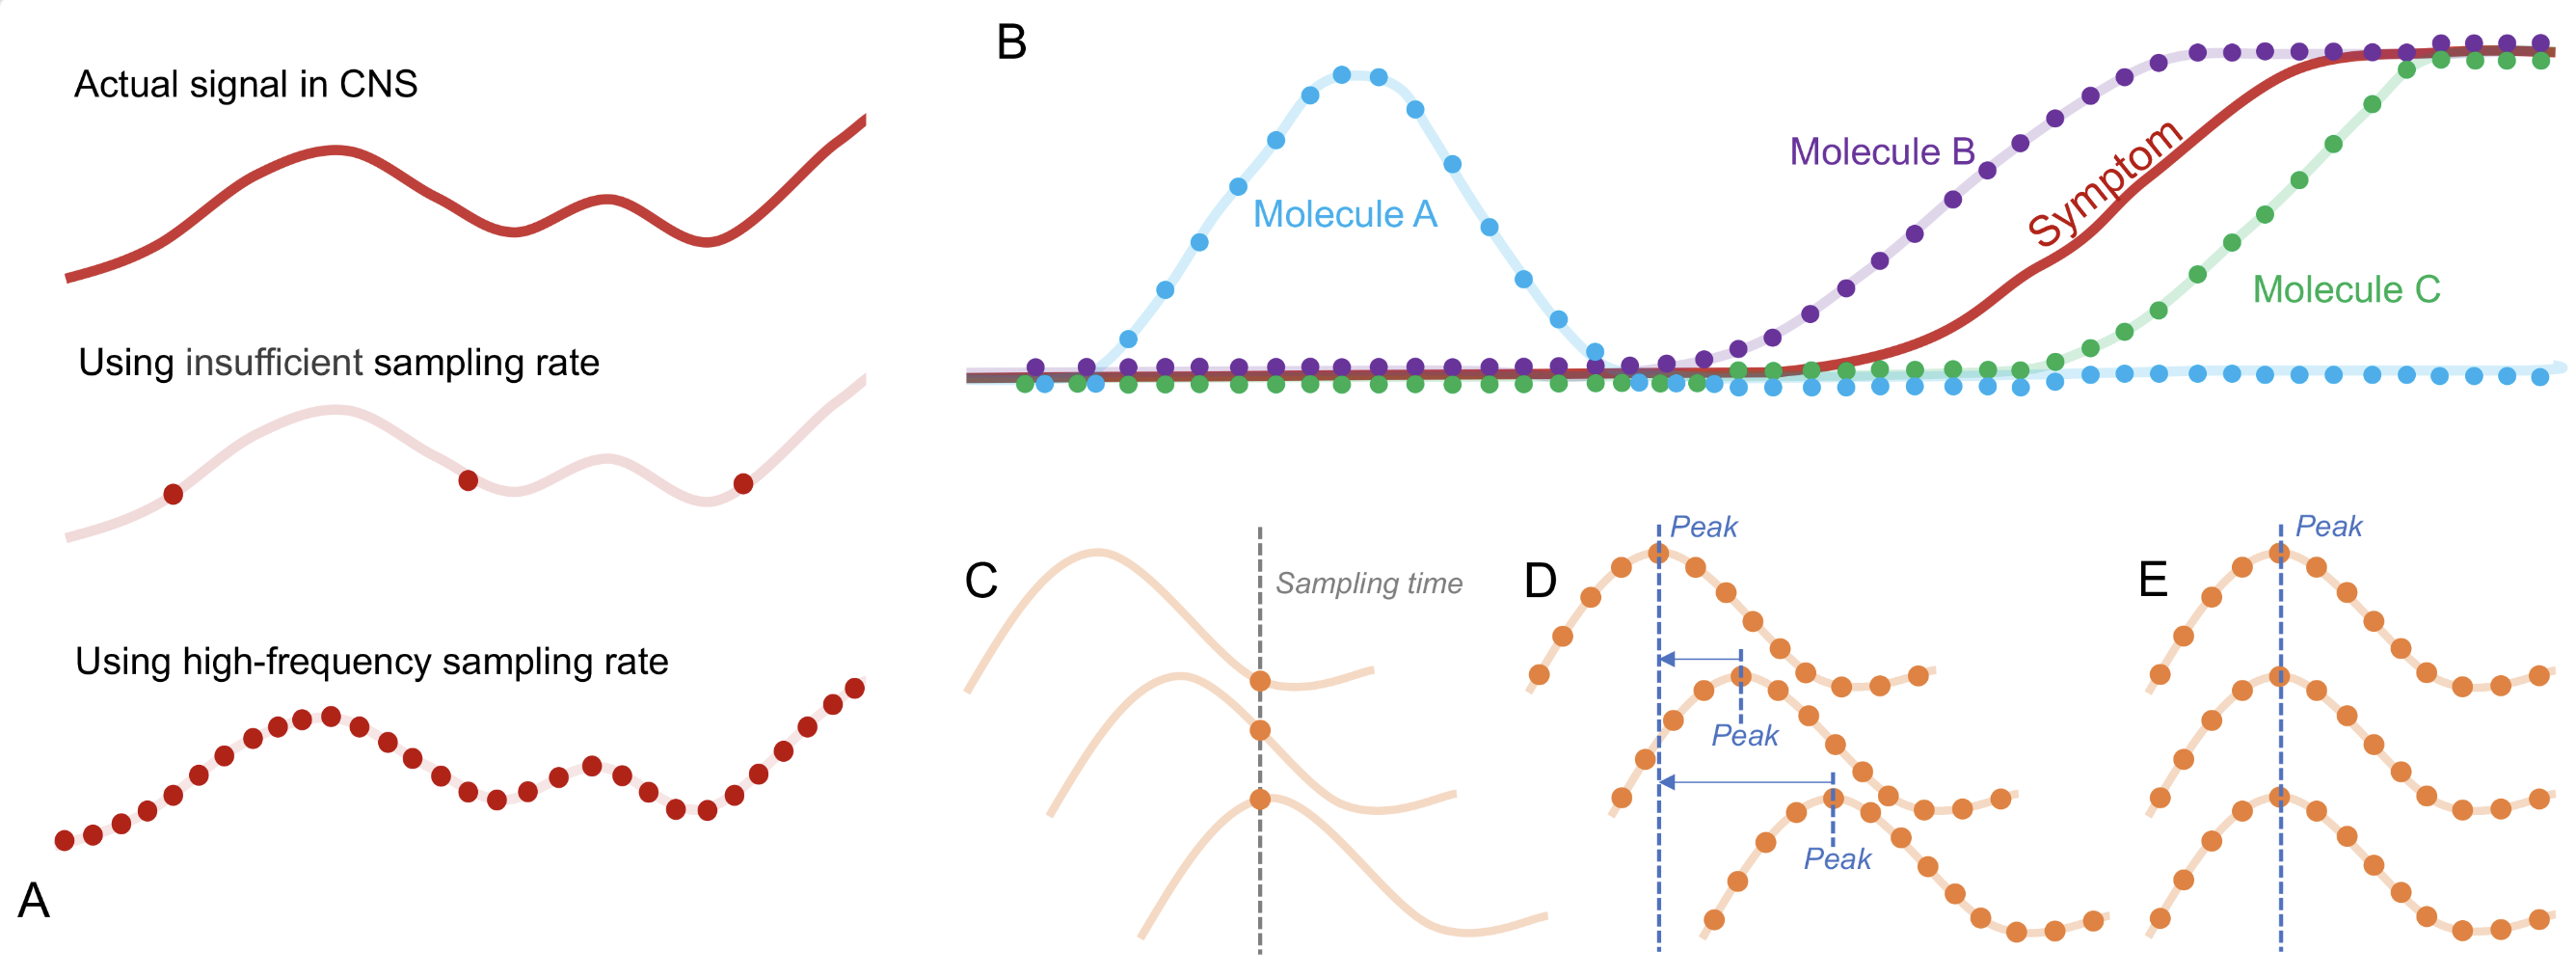 Actual signal in CNS
Using insufficient sampling rate
Using high-frequency sampling rate
A
B
Molecule A
Molecule B
Symptom
Molecule C
C
Sampling time
D
Peak
Peak
Peak
E
Peak